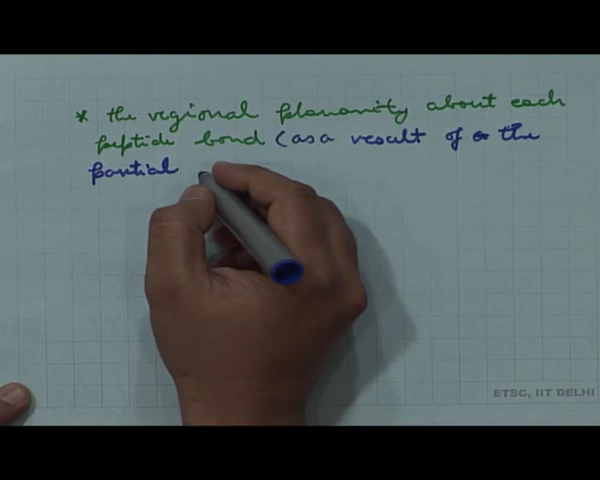 * the regional planarity about each
peptide bond (as a result of the
partial
ETSC, IIT DELHI